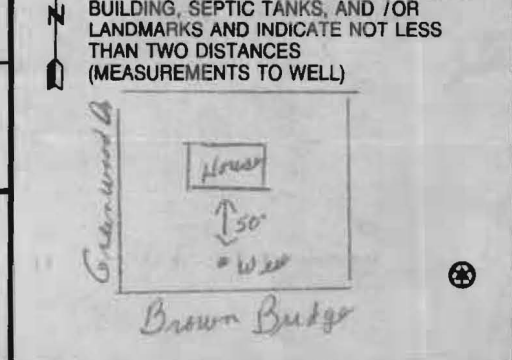 N
BUILDING, SEPTIC TANKS, AND / OR
LANDMARKS AND INDICATE NOT LESS
THAN TWO DISTANCES
(MEASUREMENTS TO WELL)
Greenwood
House
50'
Well
Brown Bridge